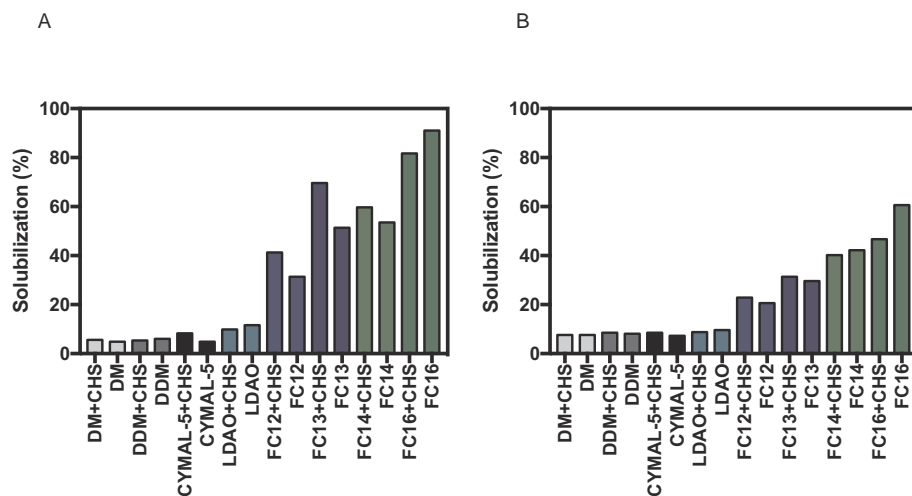 A
B
Solubilization (%)
100
80
60
40
20
0
DM+CHS
DM
DDM+CHS
DDM
CYMAL-5+CHS
CYMAL-5
LDAO+CHS
LDAO
FC12+CHS
FC12
FC13+CHS
FC13
FC14+CHS
FC14
FC16+CHS
FC16
Solubilization (%)
100
80
60
40
20
0
DM+CHS
DM
DDM+CHS
DDM
CYMAL-5+CHS
CYMAL-5
LDAO+CHS
LDAO
FC12+CHS
FC12
FC13+CHS
FC13
FC14+CHS
FC14
FC16+CHS
FC16